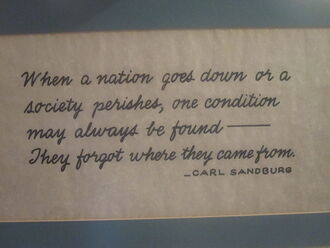 When a nation goes down or a
society perishes, one condition
may always be found —
They forgot where they came from.
—CARL SANDBURG